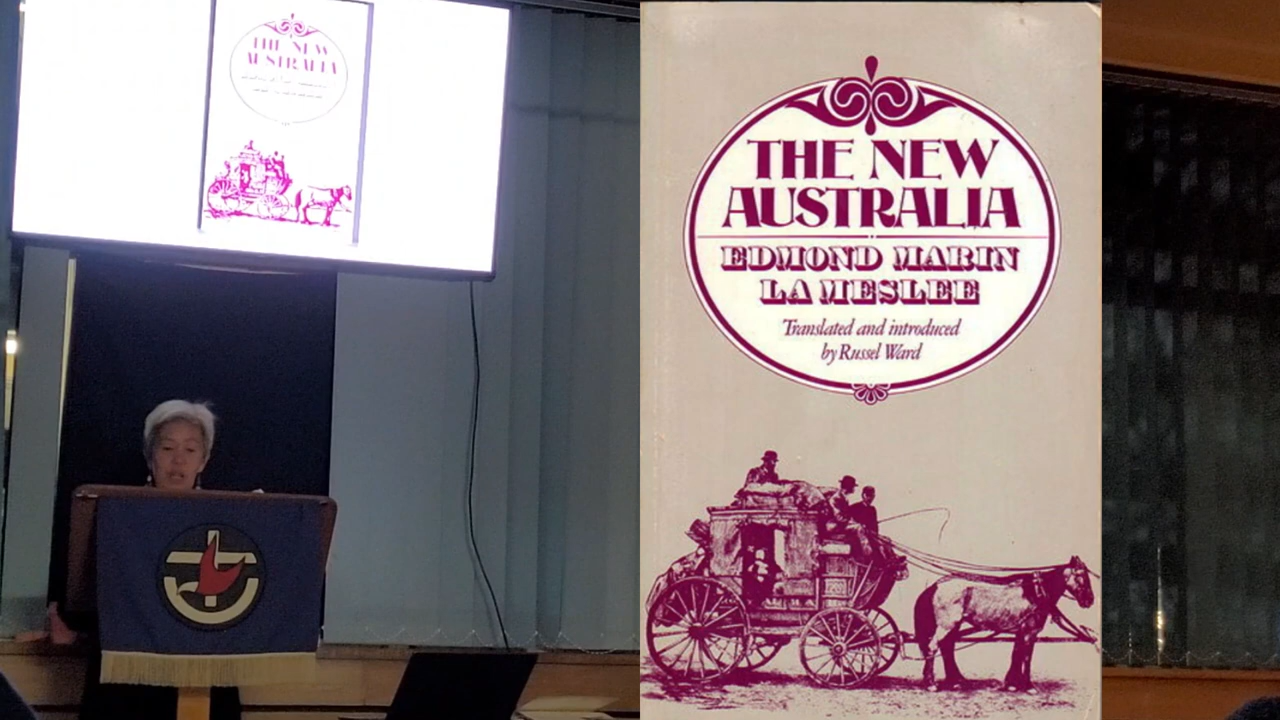 THE NEW
AUSTRALIA
THE NEW
AUSTRALIA
EDMOND MARIN
LA MESLEE
Translated and introduced
by Russel Ward